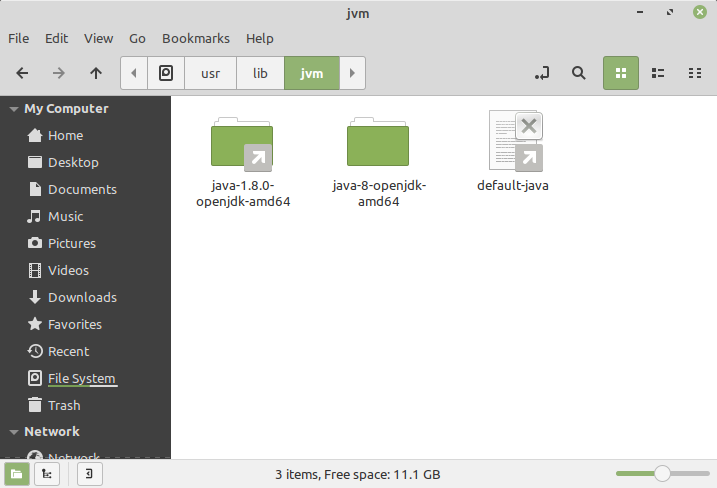 jvm
File Edit View Go Bookmarks Help
usr lib jvm
My Computer
Home
Desktop
Documents
Music
Pictures
Videos
Downloads
Favorites
Recent
File System
Trash
Network
Network
java-1.8.0-
openjdk-amd64
java-8-openjdk-
amd64
default-java
3 items, Free space: 11.1 GB